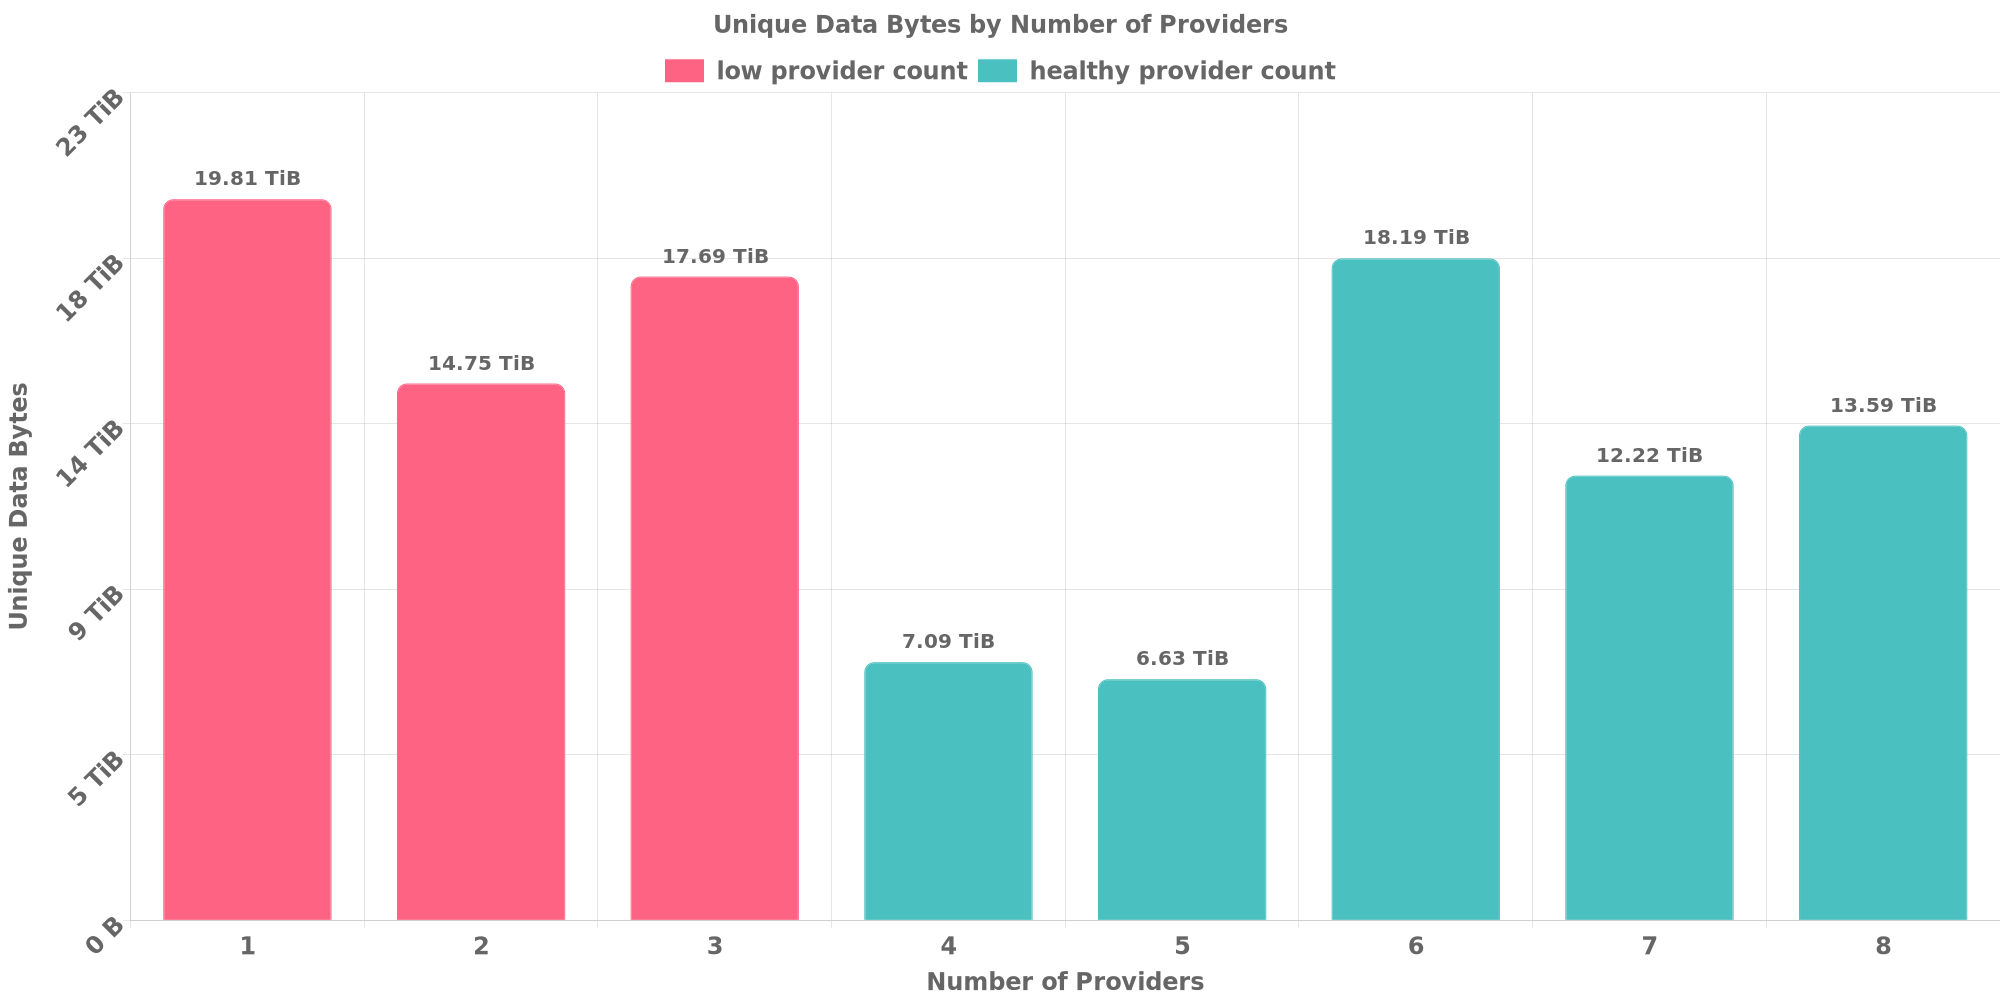 Unique Data Bytes by Number of Providers
low provider count healthy provider count
23 TiB
18 TiB
14 TiB
9 TiB
5 TiB
0 B
Unique Data Bytes
19.81 TiB
14.75 TiB
17.69 TiB
7.09 TiB
6.63 TiB
18.19 TiB
12.22 TiB
13.59 TiB
1 2 3 4 5 6 7 8
Number of Providers